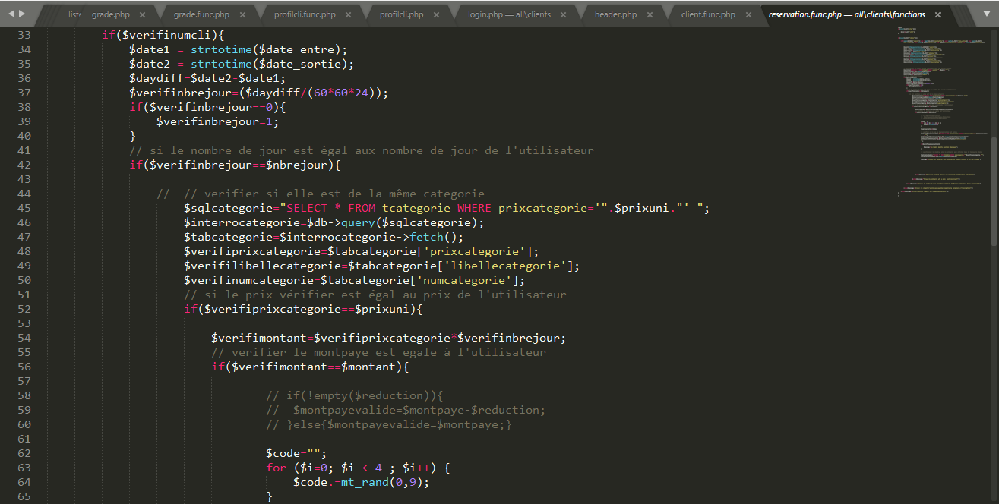 list grade.php × grade.func.php × profilcli.func.php × profilcli.php × login.php — all\clients × header.php × client.func.php × reservation.func.php — all\clients\fonctions ×
33 if($verifinumcli){
34 $date1 = strtotime($date_entre);
35 $date2 = strtotime($date_sortie);
36 $daydiff=$date2-$date1;
37 $verifinbrejour=($daydiff/(60*60*24));
38 if($verifinbrejour==0){
39 $verifinbrejour=1;
40 }
41 // si le nombre de jour est égal aux nombre de jour de l'utilisateur
42 if($verifinbrejour==$nbrejour){
43
44 // // verifier si elle est de la même categorie
45 $sqlcategorie="SELECT * FROM tcategorie WHERE prixcategorie='".$prixuni."' ";
46 $interrocategorie=$db->query($sqlcategorie);
47 $tabcategorie=$interrocategorie->fetch();
48 $verifiprixcategorie=$tabcategorie['prixcategorie'];
49 $verifilibellecategorie=$tabcategorie['libellecategorie'];
50 $verifinumcategorie=$tabcategorie['numcategorie'];
51 // si le prix vérifier est égal au prix de l'utilisateur
52 if($verifiprixcategorie==$prixuni){
53
54 $verifimontant=$verifiprixcategorie*$verifinbrejour;
55 // verifier le montpaye est egale à l'utilisateur
56 if($verifimontant==$montant){
57
58 // if(!empty($reduction)){
59 // $montpayevalide=$montpaye-$reduction;
60 // }else{$montpayevalide=$montpaye;}
61
62 $code="";
63 for ($i=0; $i < 4 ; $i++) {
64 $code.=mt_rand(0,9);
65 }